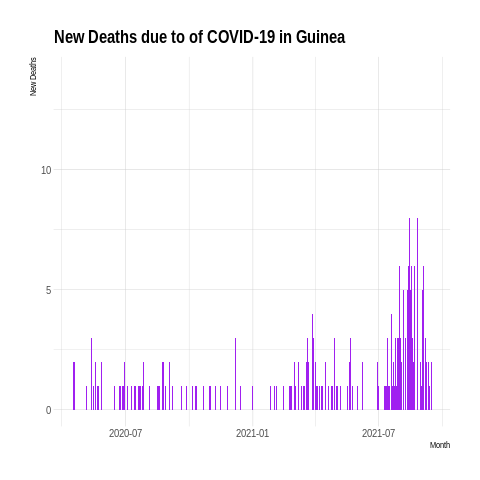 New Deaths due to of COVID-19 in Guinea
New Deaths
10
5
0
2020-07
2021-01
2021-07
Month